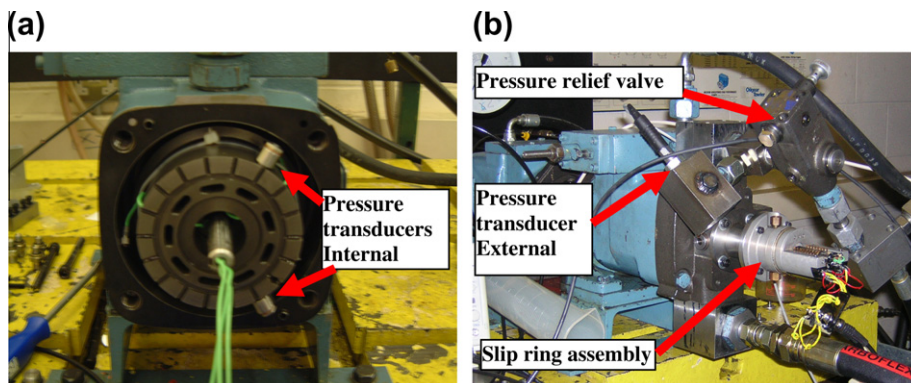 (a)
Pressure
transducers
Internal
(b)
Pressure relief valve
Pressure
transducer
External
Slip ring assembly